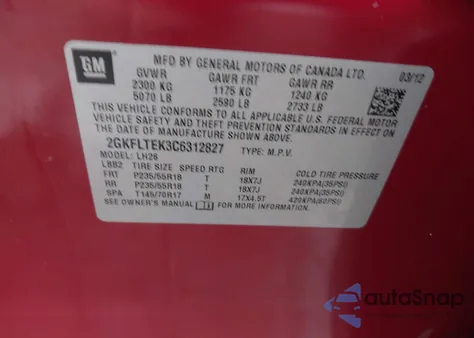 GM
MFD BY GENERAL MOTORS OF CANADA LTD.
03/12
GVWR GAWR FRT GAWR RR
2300 KG 1175 KG 1240 KG
5070 LB 2590 LB 2733 LB
THIS VEHICLE CONFORMS TO ALL APPLICABLE U.S. FEDERAL
MOTOR VEHICLE SAFETY, BUMPER, AND THEFT PREVENTION
STANDARDS IN EFFECT ON THE DATE OF MANUFACTURE SHOWN ABOVE.
2GKFLTEK3C6312827 TYPE: M.P.V.
MODEL: LH26
LBB2 TIRE SIZE SPEED RTG RIM COLD TIRE PRESSURE
FRT P235/55R18 T 18X7J 240KPA(35PSI)
RR P235/55R18 T 18X7J 240KPA(35PSI)
SPA T145/70R17 M 17X4.5T 420KPA(60PSI)
SEE OWNER'S MANUAL FOR MORE INFORMATION.
autoSnap